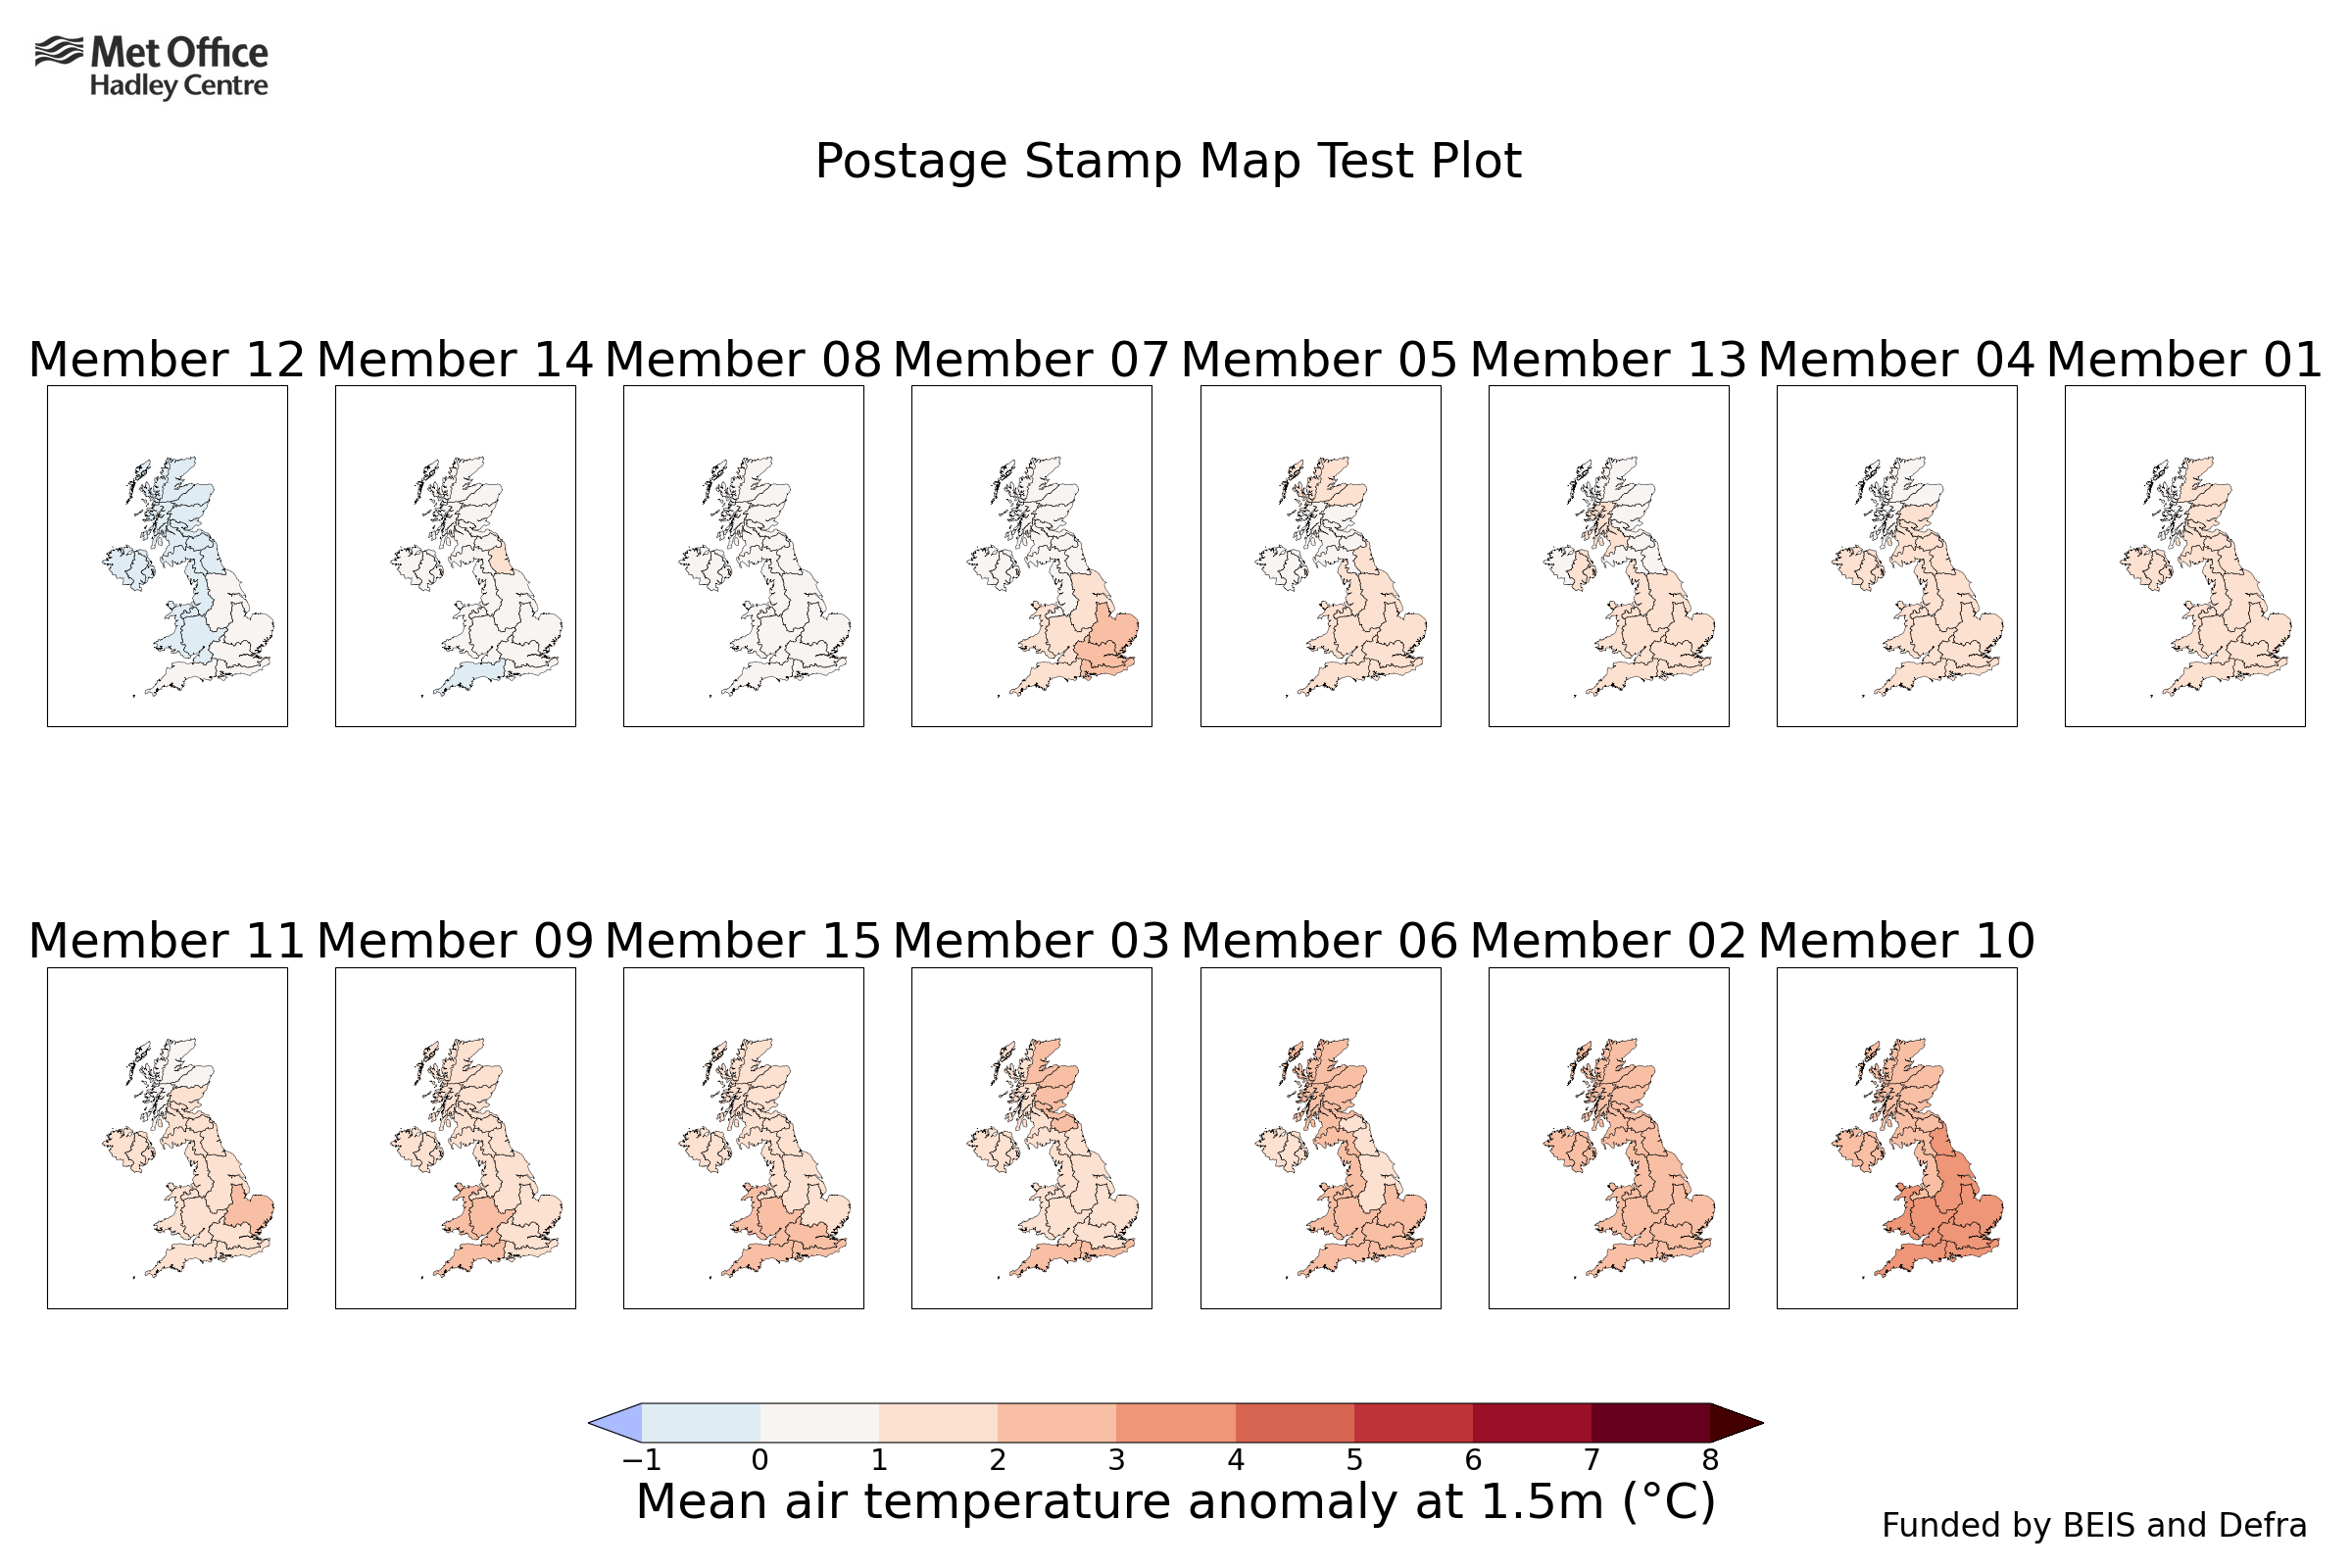 Met Office
Hadley Centre
Postage Stamp Map Test Plot
Member 12 Member 14 Member 08 Member 07 Member 05 Member 13 Member 04 Member 01
Member 11 Member 09 Member 15 Member 03 Member 06 Member 02 Member 10
−1 0 1 2 3 4 5 6 7 8
Mean air temperature anomaly at 1.5m (°C)
Funded by BEIS and Defra